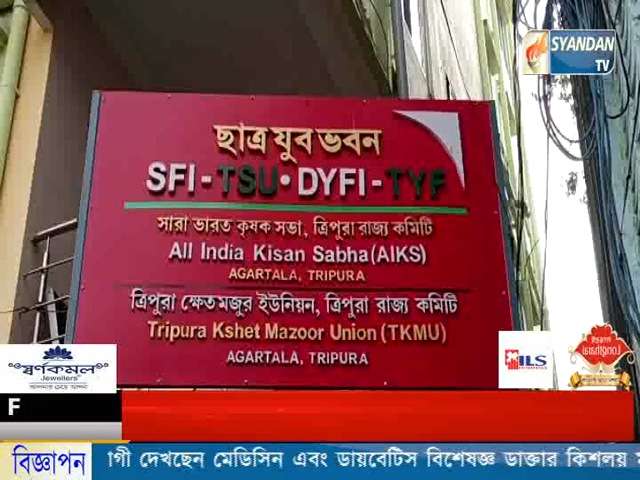 SYANDAN
TV
ছাত্র যুব ভবন
SFI - TSU • DYFI - TYF
সারা ভারত কৃষক সভা, ত্রিপুরা রাজ্য কমিটি
All India Kisan Sabha (AIKS)
AGARTALA, TRIPURA
ত্রিপুরা ক্ষেত মজুর ইউনিয়ন, ত্রিপুরা রাজ্য কমিটি
Tripura Kshet Mazoor Union (TKMU)
AGARTALA, TRIPURA
স্বর্ণকমল
Jewellers
ILS
F
বিজ্ঞাপন
গী দেখছেন মেডিসিন এবং ডায়বেটিস বিশেষজ্ঞ ডাক্তার কিশলয়